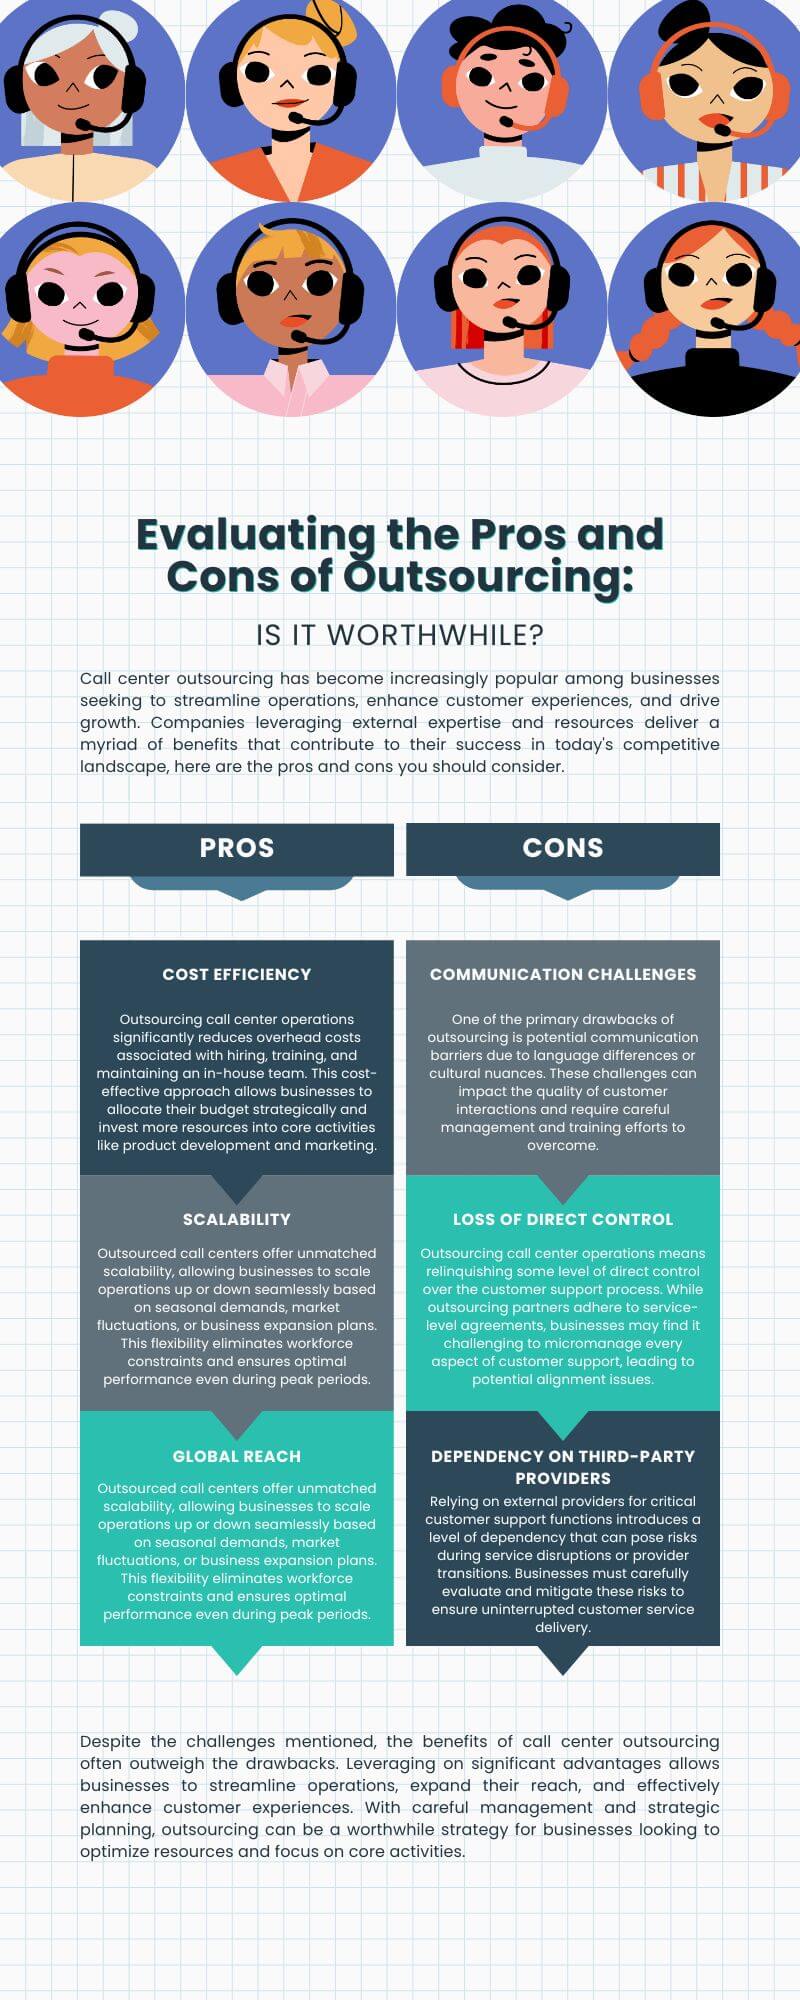 Evaluating the Pros and
Cons of Outsourcing:
IS IT WORTHWHILE?
Call center outsourcing has become increasingly popular among businesses
seeking to streamline operations, enhance customer experiences, and drive
growth. Companies leveraging external expertise and resources deliver a
myriad of benefits that contribute to their success in today's competitive
landscape, here are the pros and cons you should consider.
PROS
COST EFFICIENCY
Outsourcing call center operations
significantly reduces overhead costs
associated with hiring, training, and
maintaining an in-house team. This cost-
effective approach allows businesses to
allocate their budget strategically and
invest more resources into core activities
like product development and marketing.
SCALABILITY
Outsourced call centers offer unmatched
scalability, allowing businesses to scale
operations up or down seamlessly based
on seasonal demands, market
fluctuations, or business expansion plans.
This flexibility eliminates workforce
constraints and ensures optimal
performance even during peak periods.
GLOBAL REACH
Outsourced call centers offer unmatched
scalability, allowing businesses to scale
operations up or down seamlessly based
on seasonal demands, market
fluctuations, or business expansion plans.
This flexibility eliminates workforce
constraints and ensures optimal
performance even during peak periods.
CONS
COMMUNICATION CHALLENGES
One of the primary drawbacks of
outsourcing is potential communication
barriers due to language differences or
cultural nuances. These challenges can
impact the quality of customer
interactions and require careful
management and training efforts to
overcome.
LOSS OF DIRECT CONTROL
Outsourcing call center operations means
relinquishing some level of direct control
over the customer support process. While
outsourcing partners adhere to service-
level agreements, businesses may find it
challenging to micromanage every
aspect of customer support, leading to
potential alignment issues.
DEPENDENCY ON THIRD-PARTY
PROVIDERS
Relying on external providers for critical
customer support functions introduces a
level of dependency that can pose risks
during service disruptions or provider
transitions. Businesses must carefully
evaluate and mitigate these risks to
ensure uninterrupted customer service
delivery.
Despite the challenges mentioned, the benefits of call center outsourcing
often outweigh the drawbacks. Leveraging on significant advantages allows
businesses to streamline operations, expand their reach, and effectively
enhance customer experiences. With careful management and strategic
planning, outsourcing can be a worthwhile strategy for businesses looking to
optimize resources and focus on core activities.